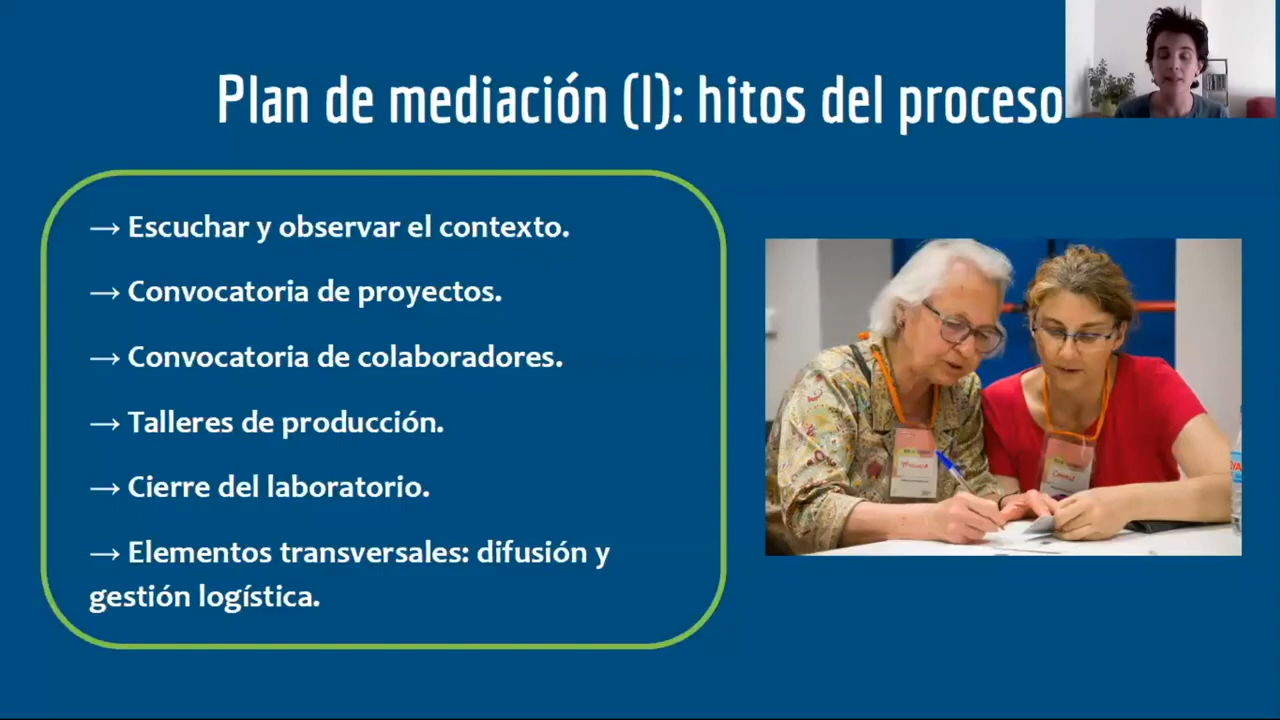 Plan de mediación (I): hitos del proceso
→ Escuchar y observar el contexto.
→ Convocatoria de proyectos.
→ Convocatoria de colaboradores.
→ Talleres de producción.
→ Cierre del laboratorio.
→ Elementos transversales: difusión y
gestión logística.